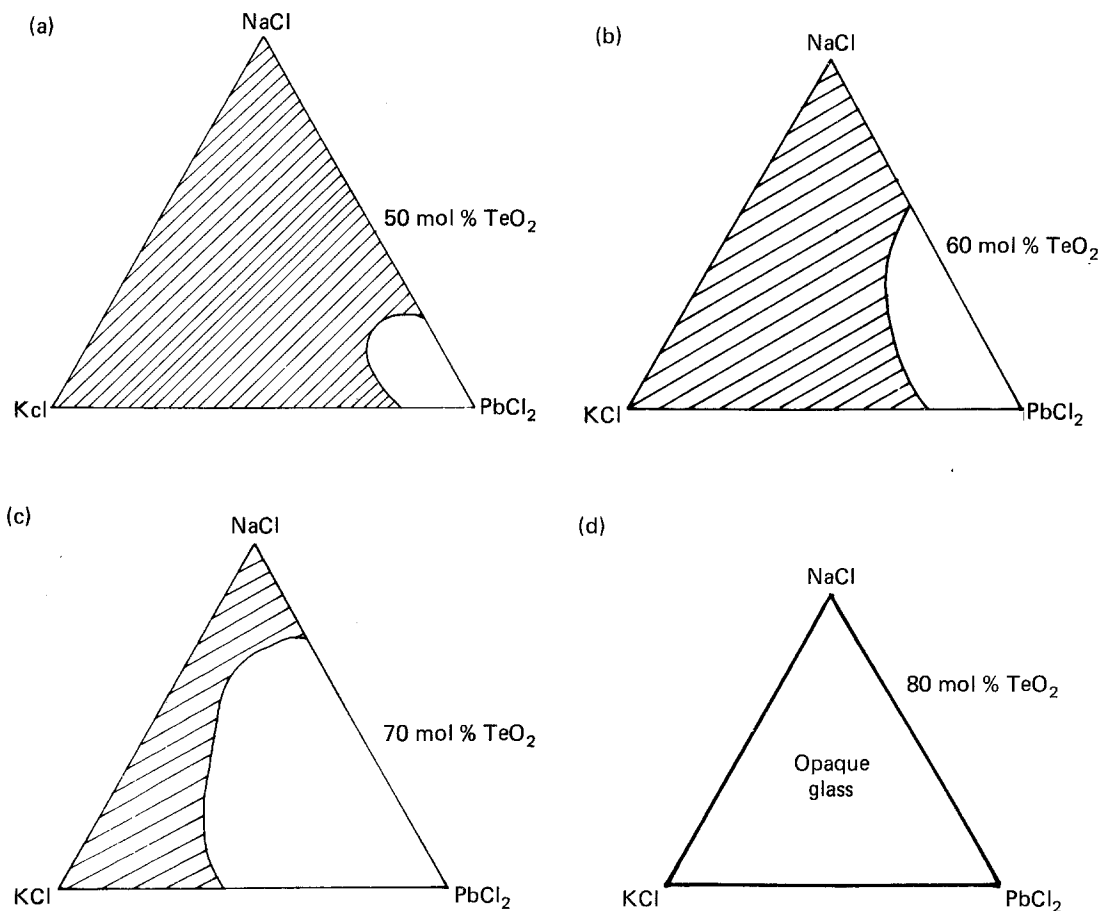 (a)
NaCl
50 mol % TeO₂
Kcl
PbCl₂
(b)
NaCl
60 mol % TeO₂
KCl
PbCl₂
(c)
NaCl
70 mol % TeO₂
KCl
PbCl₂
(d)
NaCl
80 mol % TeO₂
Opaque
glass
KCl
PbCl₂